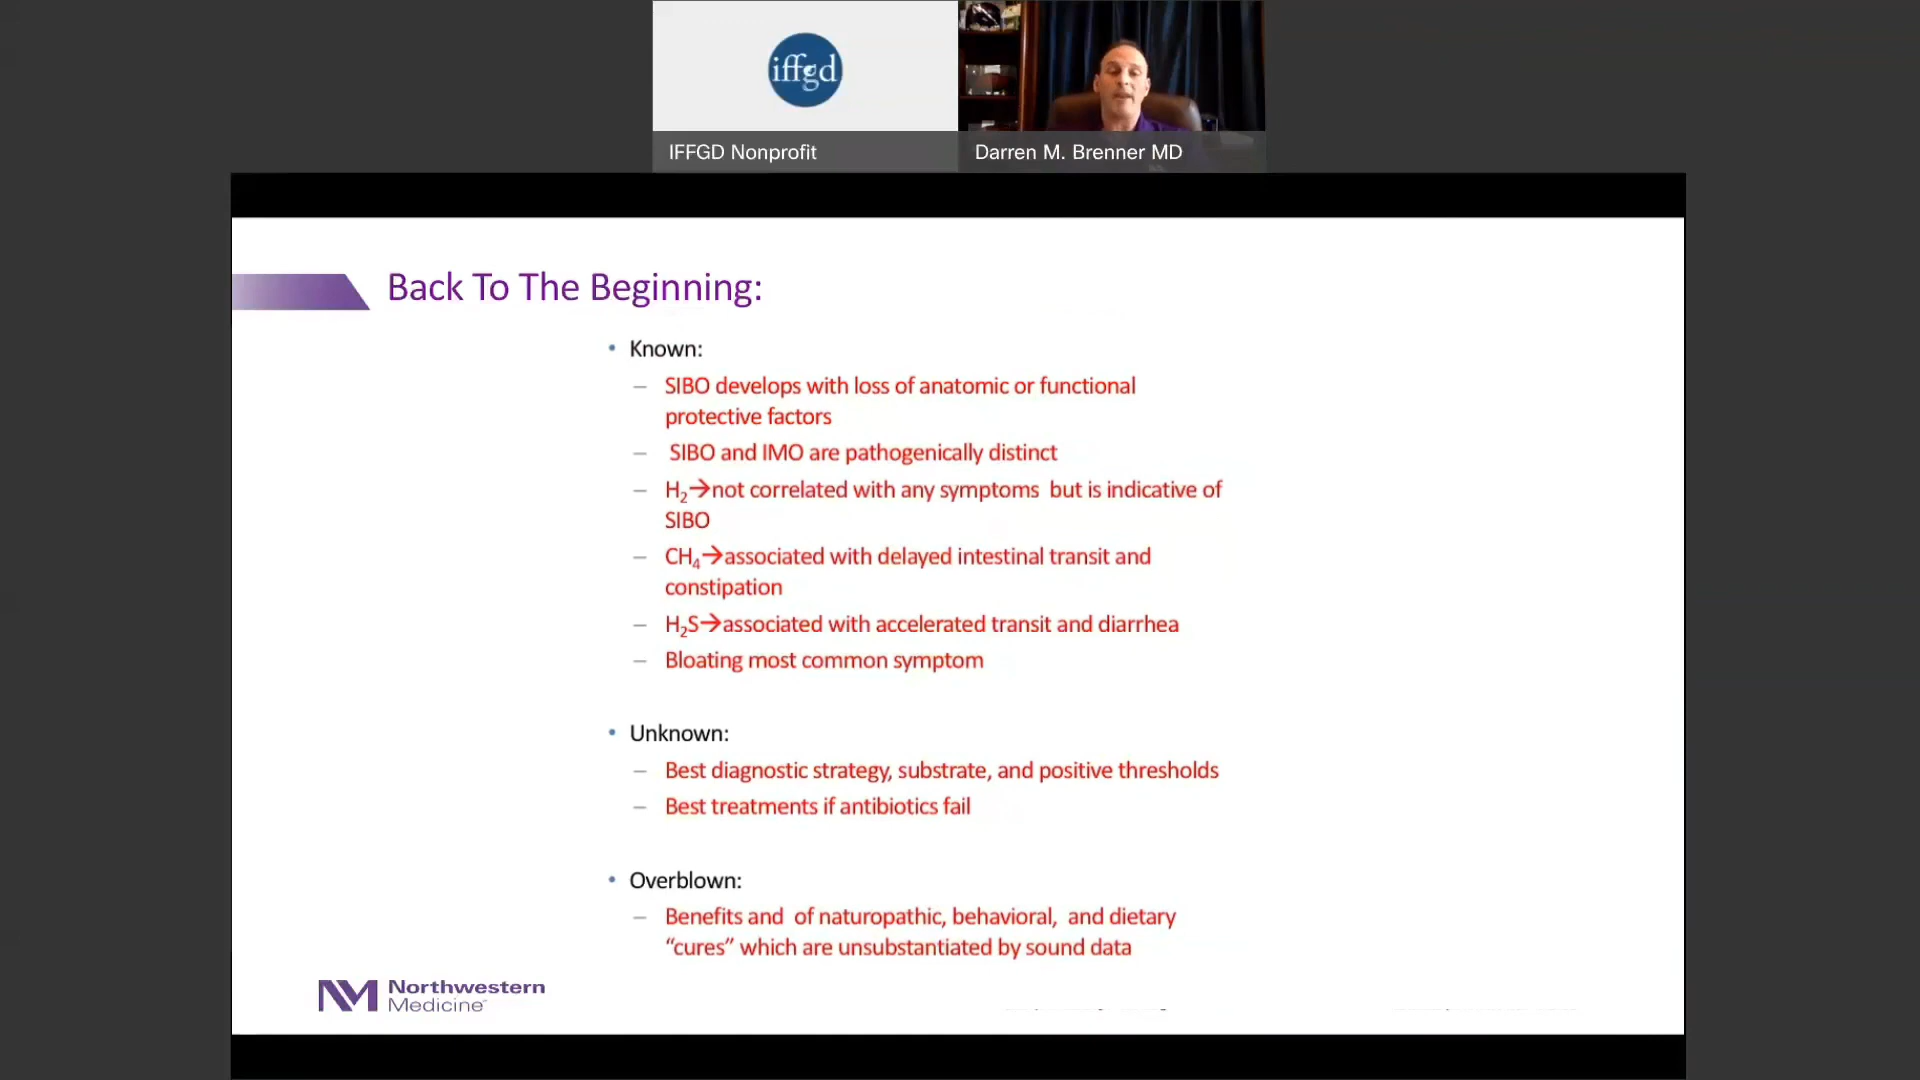 iffgd
IFFGD Nonprofit
Darren M. Brenner MD
Back To The Beginning:
• Known:
– SIBO develops with loss of anatomic or functional
protective factors
– SIBO and IMO are pathogenically distinct
– H₂→not correlated with any symptoms but is indicative of
SIBO
– CH₄→associated with delayed intestinal transit and
constipation
– H₂S→associated with accelerated transit and diarrhea
– Bloating most common symptom
• Unknown:
– Best diagnostic strategy, substrate, and positive thresholds
– Best treatments if antibiotics fail
• Overblown:
– Benefits and of naturopathic, behavioral, and dietary
“cures” which are unsubstantiated by sound data
NM Northwestern
Medicine